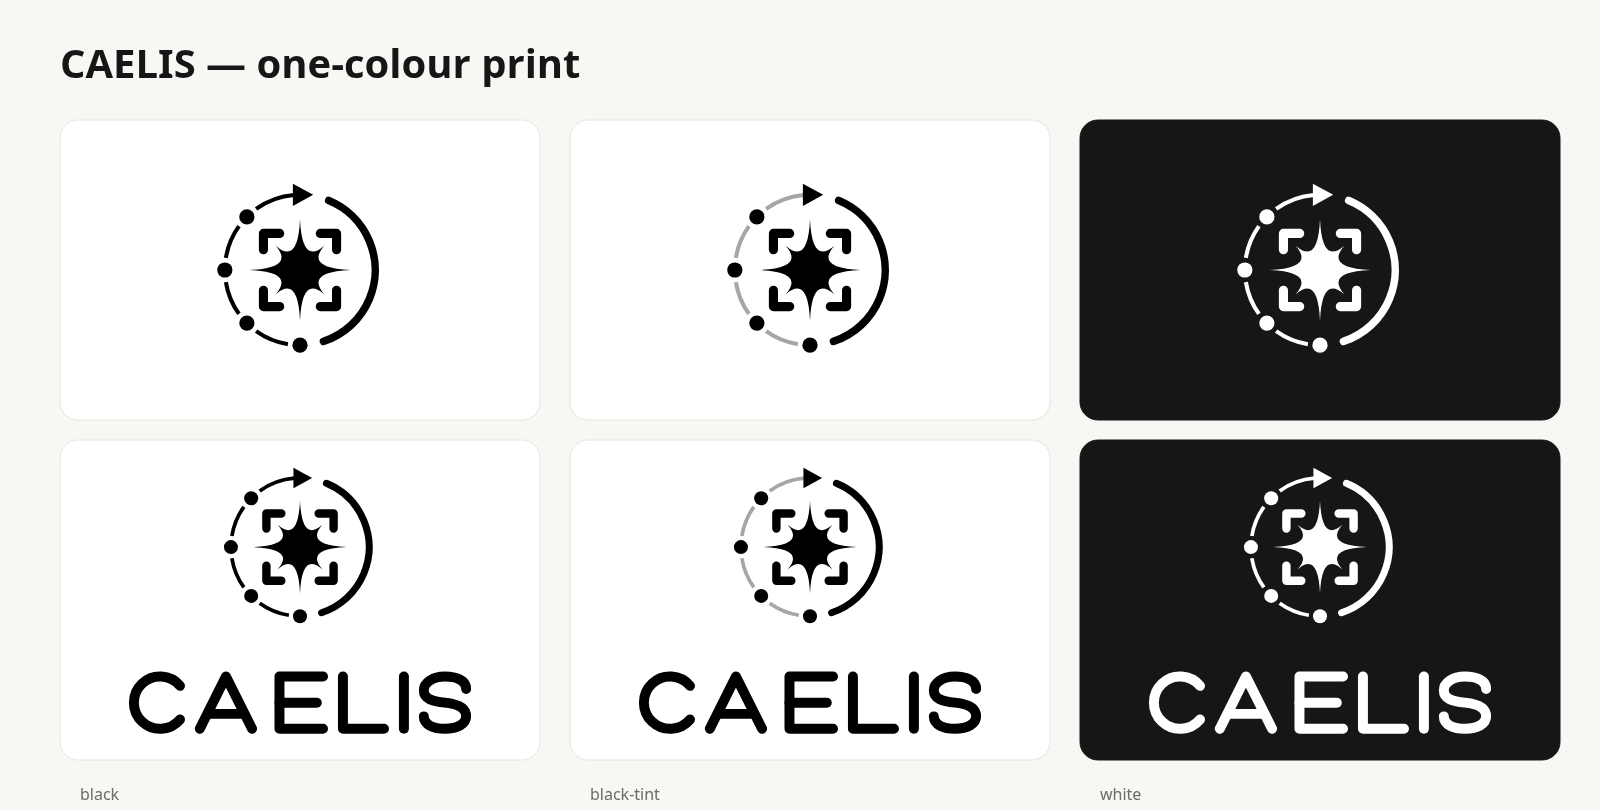 CAELIS — one-colour print
CAELIS
CAELIS
CAELIS
black
black-tint
white